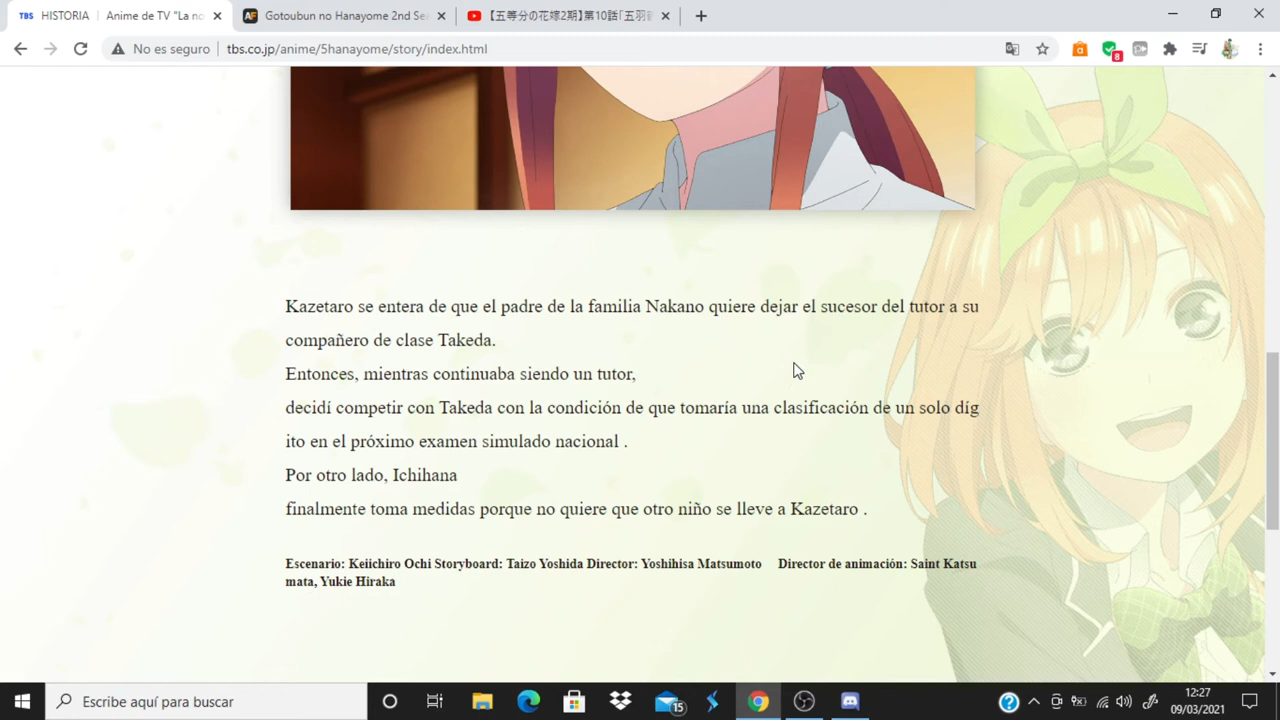 TBS HISTORIA | Anime de TV "La no
Gotoubun no Hanayome 2nd Sea
【五等分の花嫁2期】第10話「五羽
No es seguro | tbs.co.jp/anime/5hanayome/story/index.html
8
Kazetaro se entera de que el padre de la familia Nakano quiere dejar el sucesor del tutor a su
compañero de clase Takeda.
Entonces, mientras continuaba siendo un tutor,
decidí competir con Takeda con la condición de que tomaría una clasificación de un solo díg
ito en el próximo examen simulado nacional .
Por otro lado, Ichihana
finalmente toma medidas porque no quiere que otro niño se lleve a Kazetaro .
Escenario: Keiichiro Ochi Storyboard: Taizo Yoshida Director: Yoshihisa Matsumoto Director de animación: Saint Katsu
mata, Yukie Hiraka
Escribe aquí para buscar
15
12:27
09/03/2021